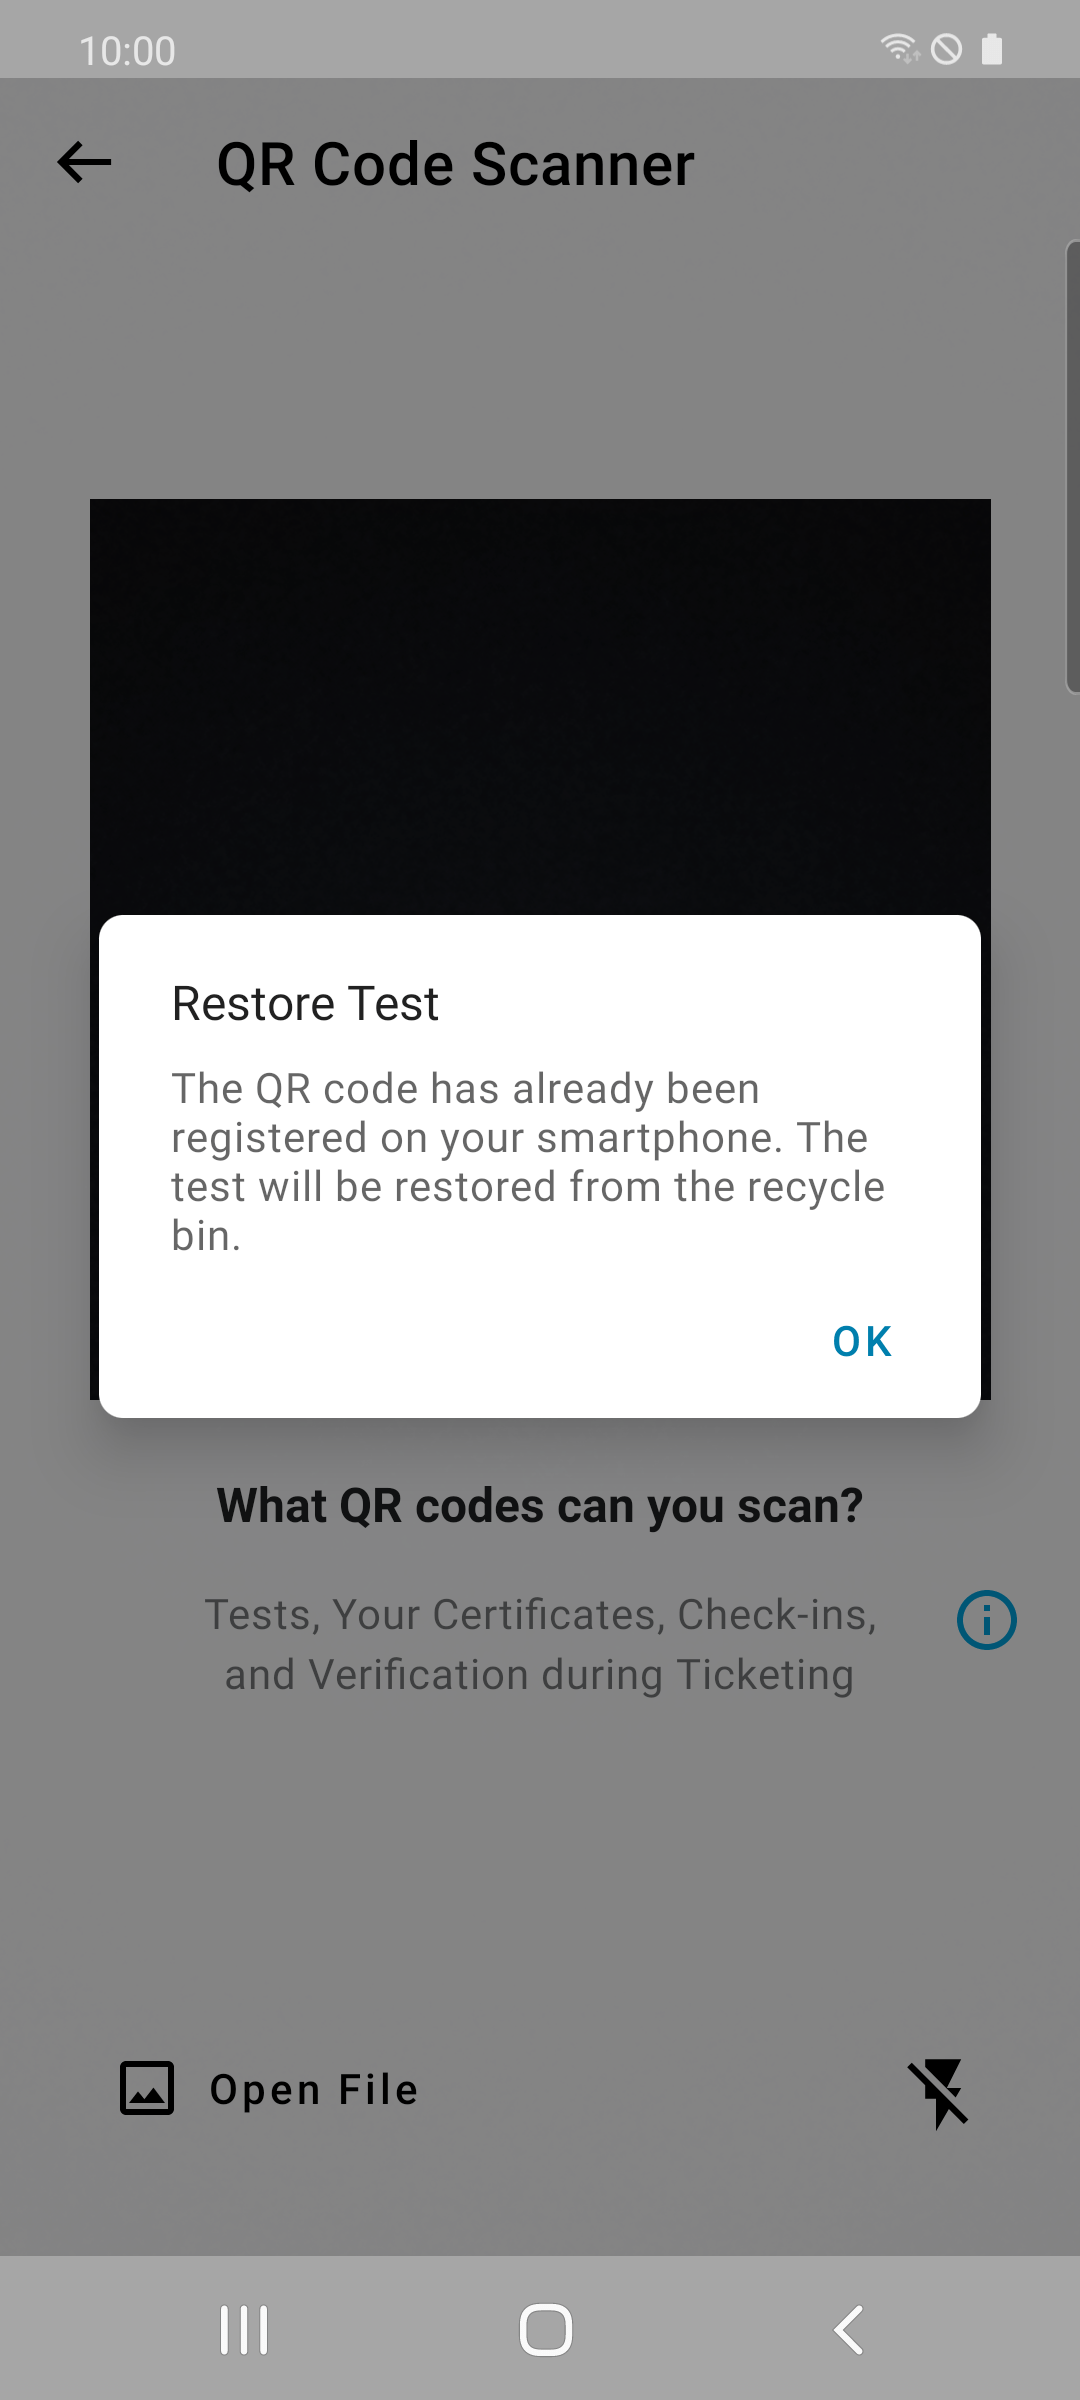 10:00
QR Code Scanner
Restore Test
The QR code has already been
registered on your smartphone. The
test will be restored from the recycle
bin.
OK
What QR codes can you scan?
Tests, Your Certificates, Check-ins,
and Verification during Ticketing
Open File